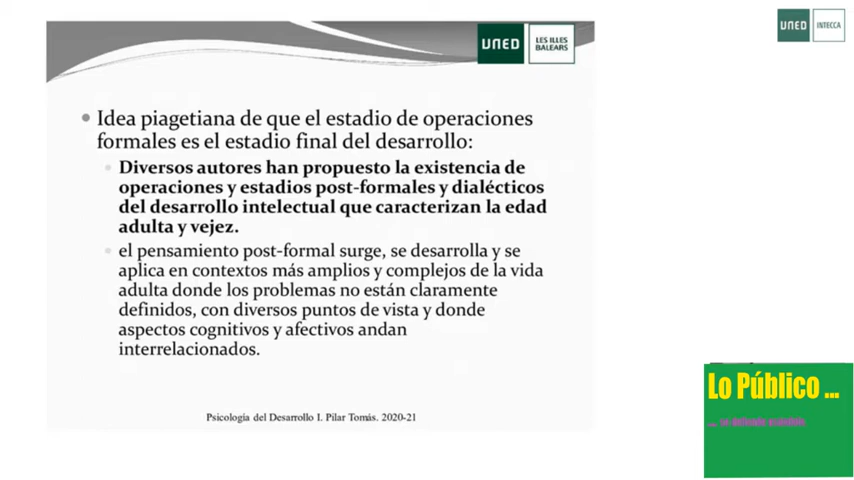 UNED
INTECCA
UNED
LES ILLES
BALEARS
• Idea piagetiana de que el estadio de operaciones
formales es el estadio final del desarrollo:
Diversos autores han propuesto la existencia de
operaciones y estadios post-formales y dialécticos
del desarrollo intelectual que caracterizan la edad
adulta y vejez.
el pensamiento post-formal surge, se desarrolla y se
aplica en contextos más amplios y complejos de la vida
adulta donde los problemas no están claramente
definidos, con diversos puntos de vista y donde
aspectos cognitivos y afectivos andan
interrelacionados.
Psicología del Desarrollo I. Pilar Tomás. 2020-21
Lo Público ...